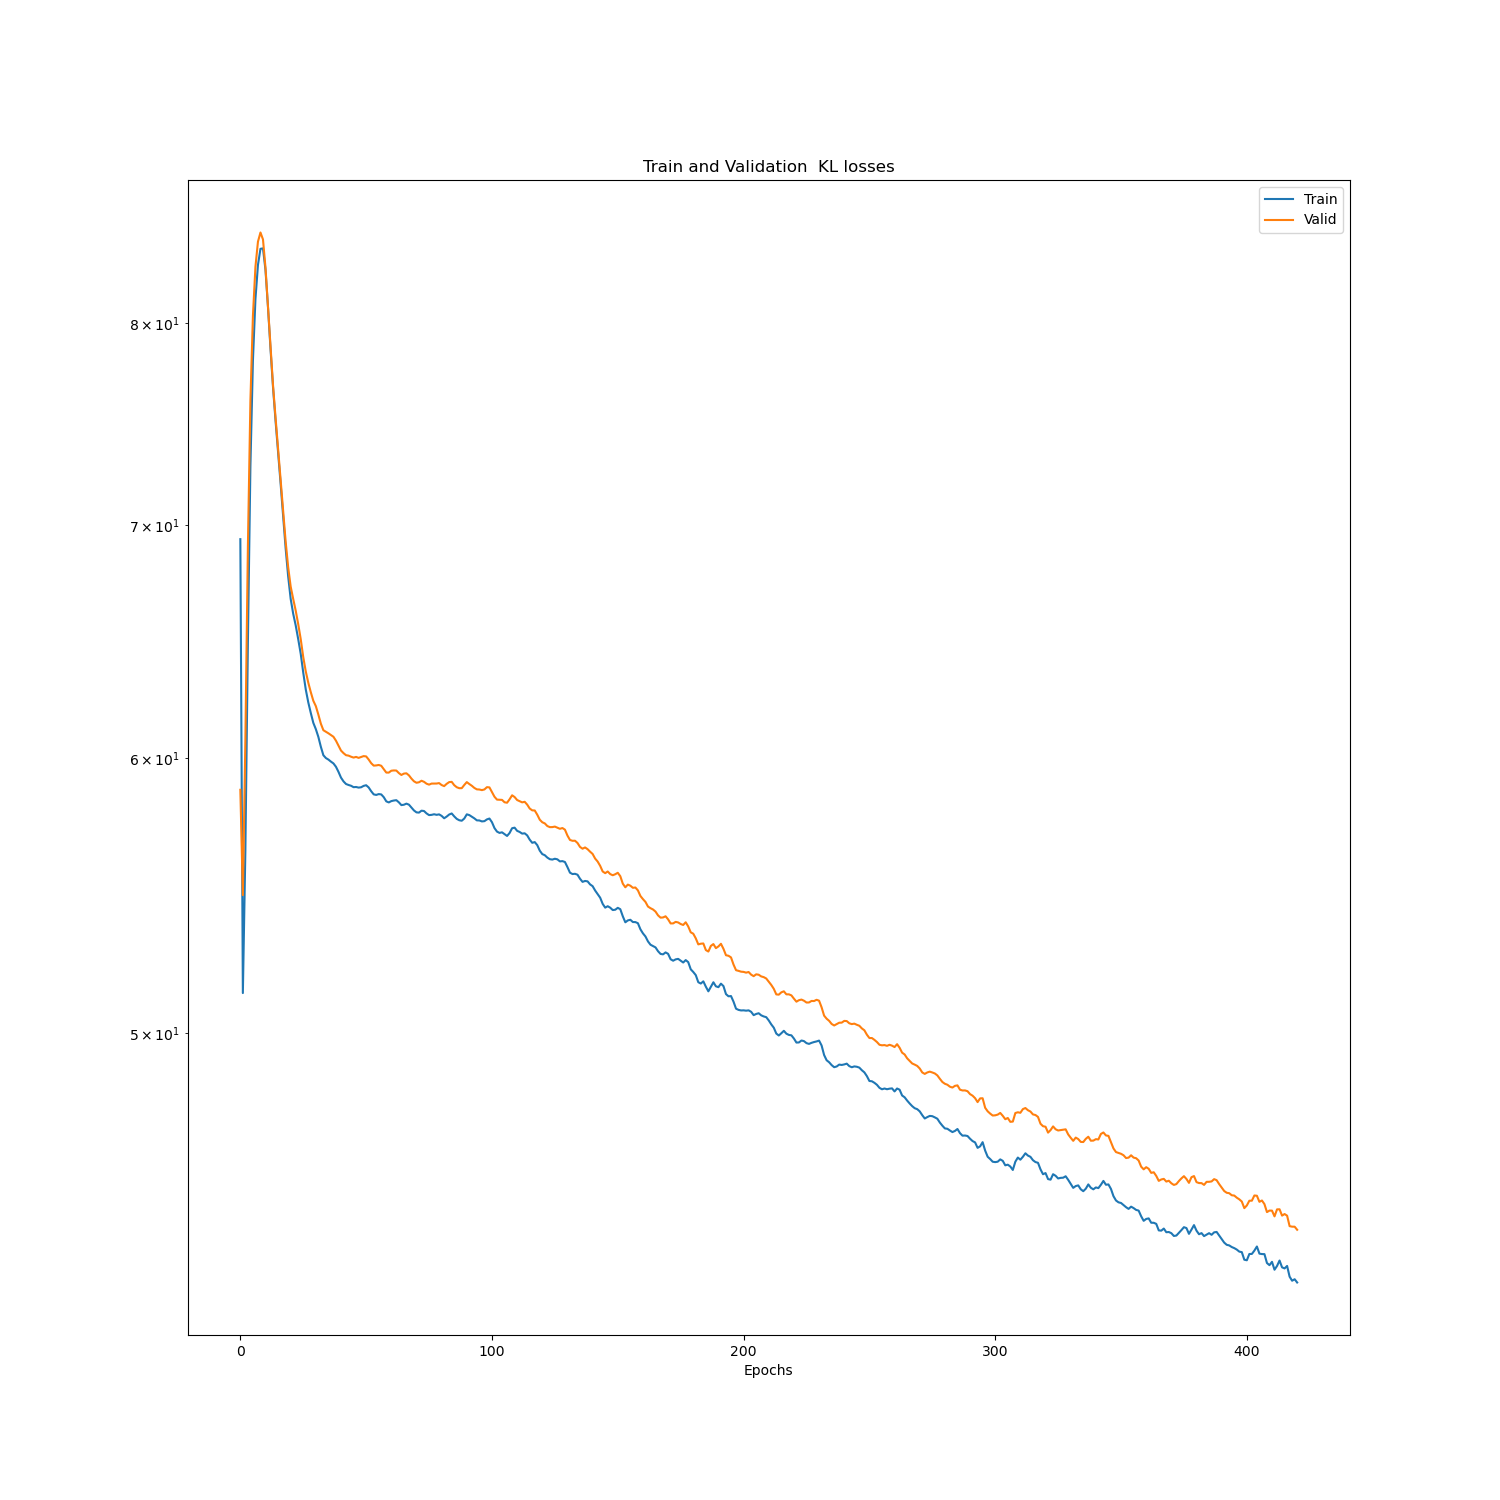 Train and Validation  KL losses
Train
Valid
8 × 10¹
7 × 10¹
6 × 10¹
5 × 10¹
0 100 200 300 400
Epochs